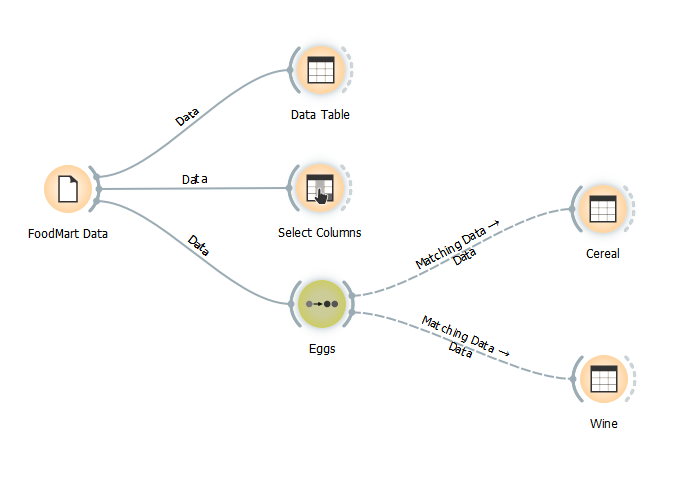 Data
Data Table
Data
FoodMart Data
Select Columns
Data
Matching Data →
Data
Cereal
Eggs
Matching Data →
Data
Wine